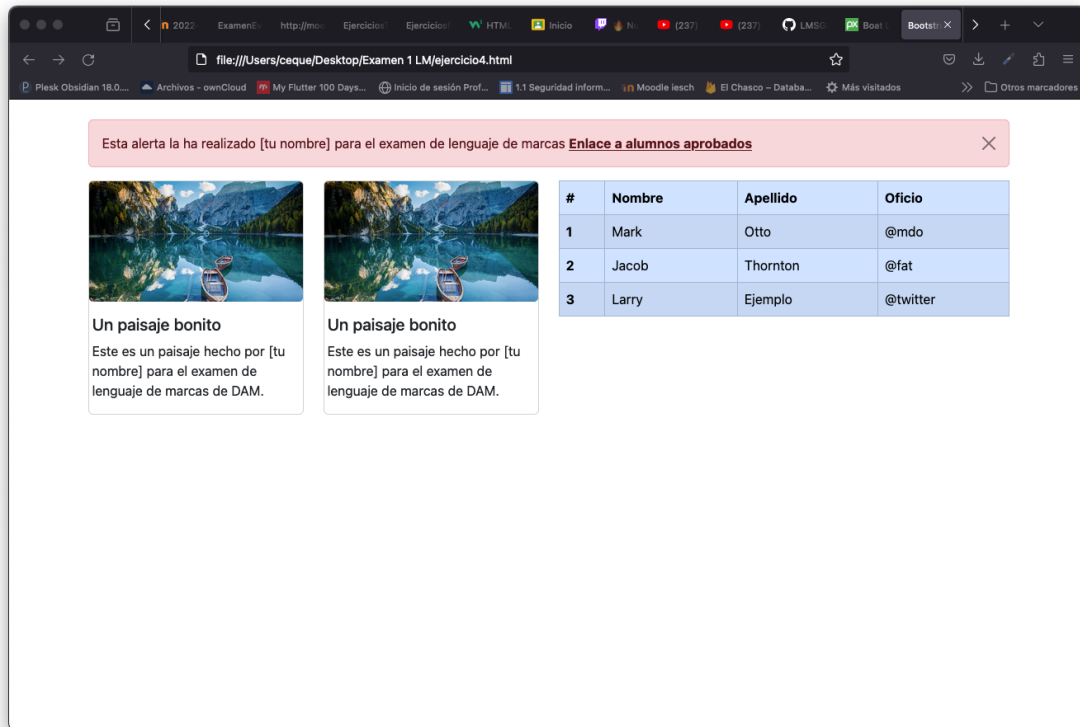 2022
ExamenEv
http://moo
Ejercicios
Ejercicios
HTML
Inicio
(237)
(237)
LMSG
Boat
Bootstr
file:///Users/ceque/Desktop/Examen 1 LM/ejercicio4.html
Plesk Obsidian 18.0....
Archivos - ownCloud
My Flutter 100 Days...
Inicio de sesión Prof...
1.1 Seguridad inform...
Moodle iesch
El Chasco – Databa...
Más visitados
Otros marcadores
Esta alerta la ha realizado [tu nombre] para el examen de lenguaje de marcas Enlace a alumnos aprobados
Un paisaje bonito
Este es un paisaje hecho por [tu
nombre] para el examen de
lenguaje de marcas de DAM.
Un paisaje bonito
Este es un paisaje hecho por [tu
nombre] para el examen de
lenguaje de marcas de DAM.
# Nombre Apellido Oficio
1 Mark Otto @mdo
2 Jacob Thornton @fat
3 Larry Ejemplo @twitter